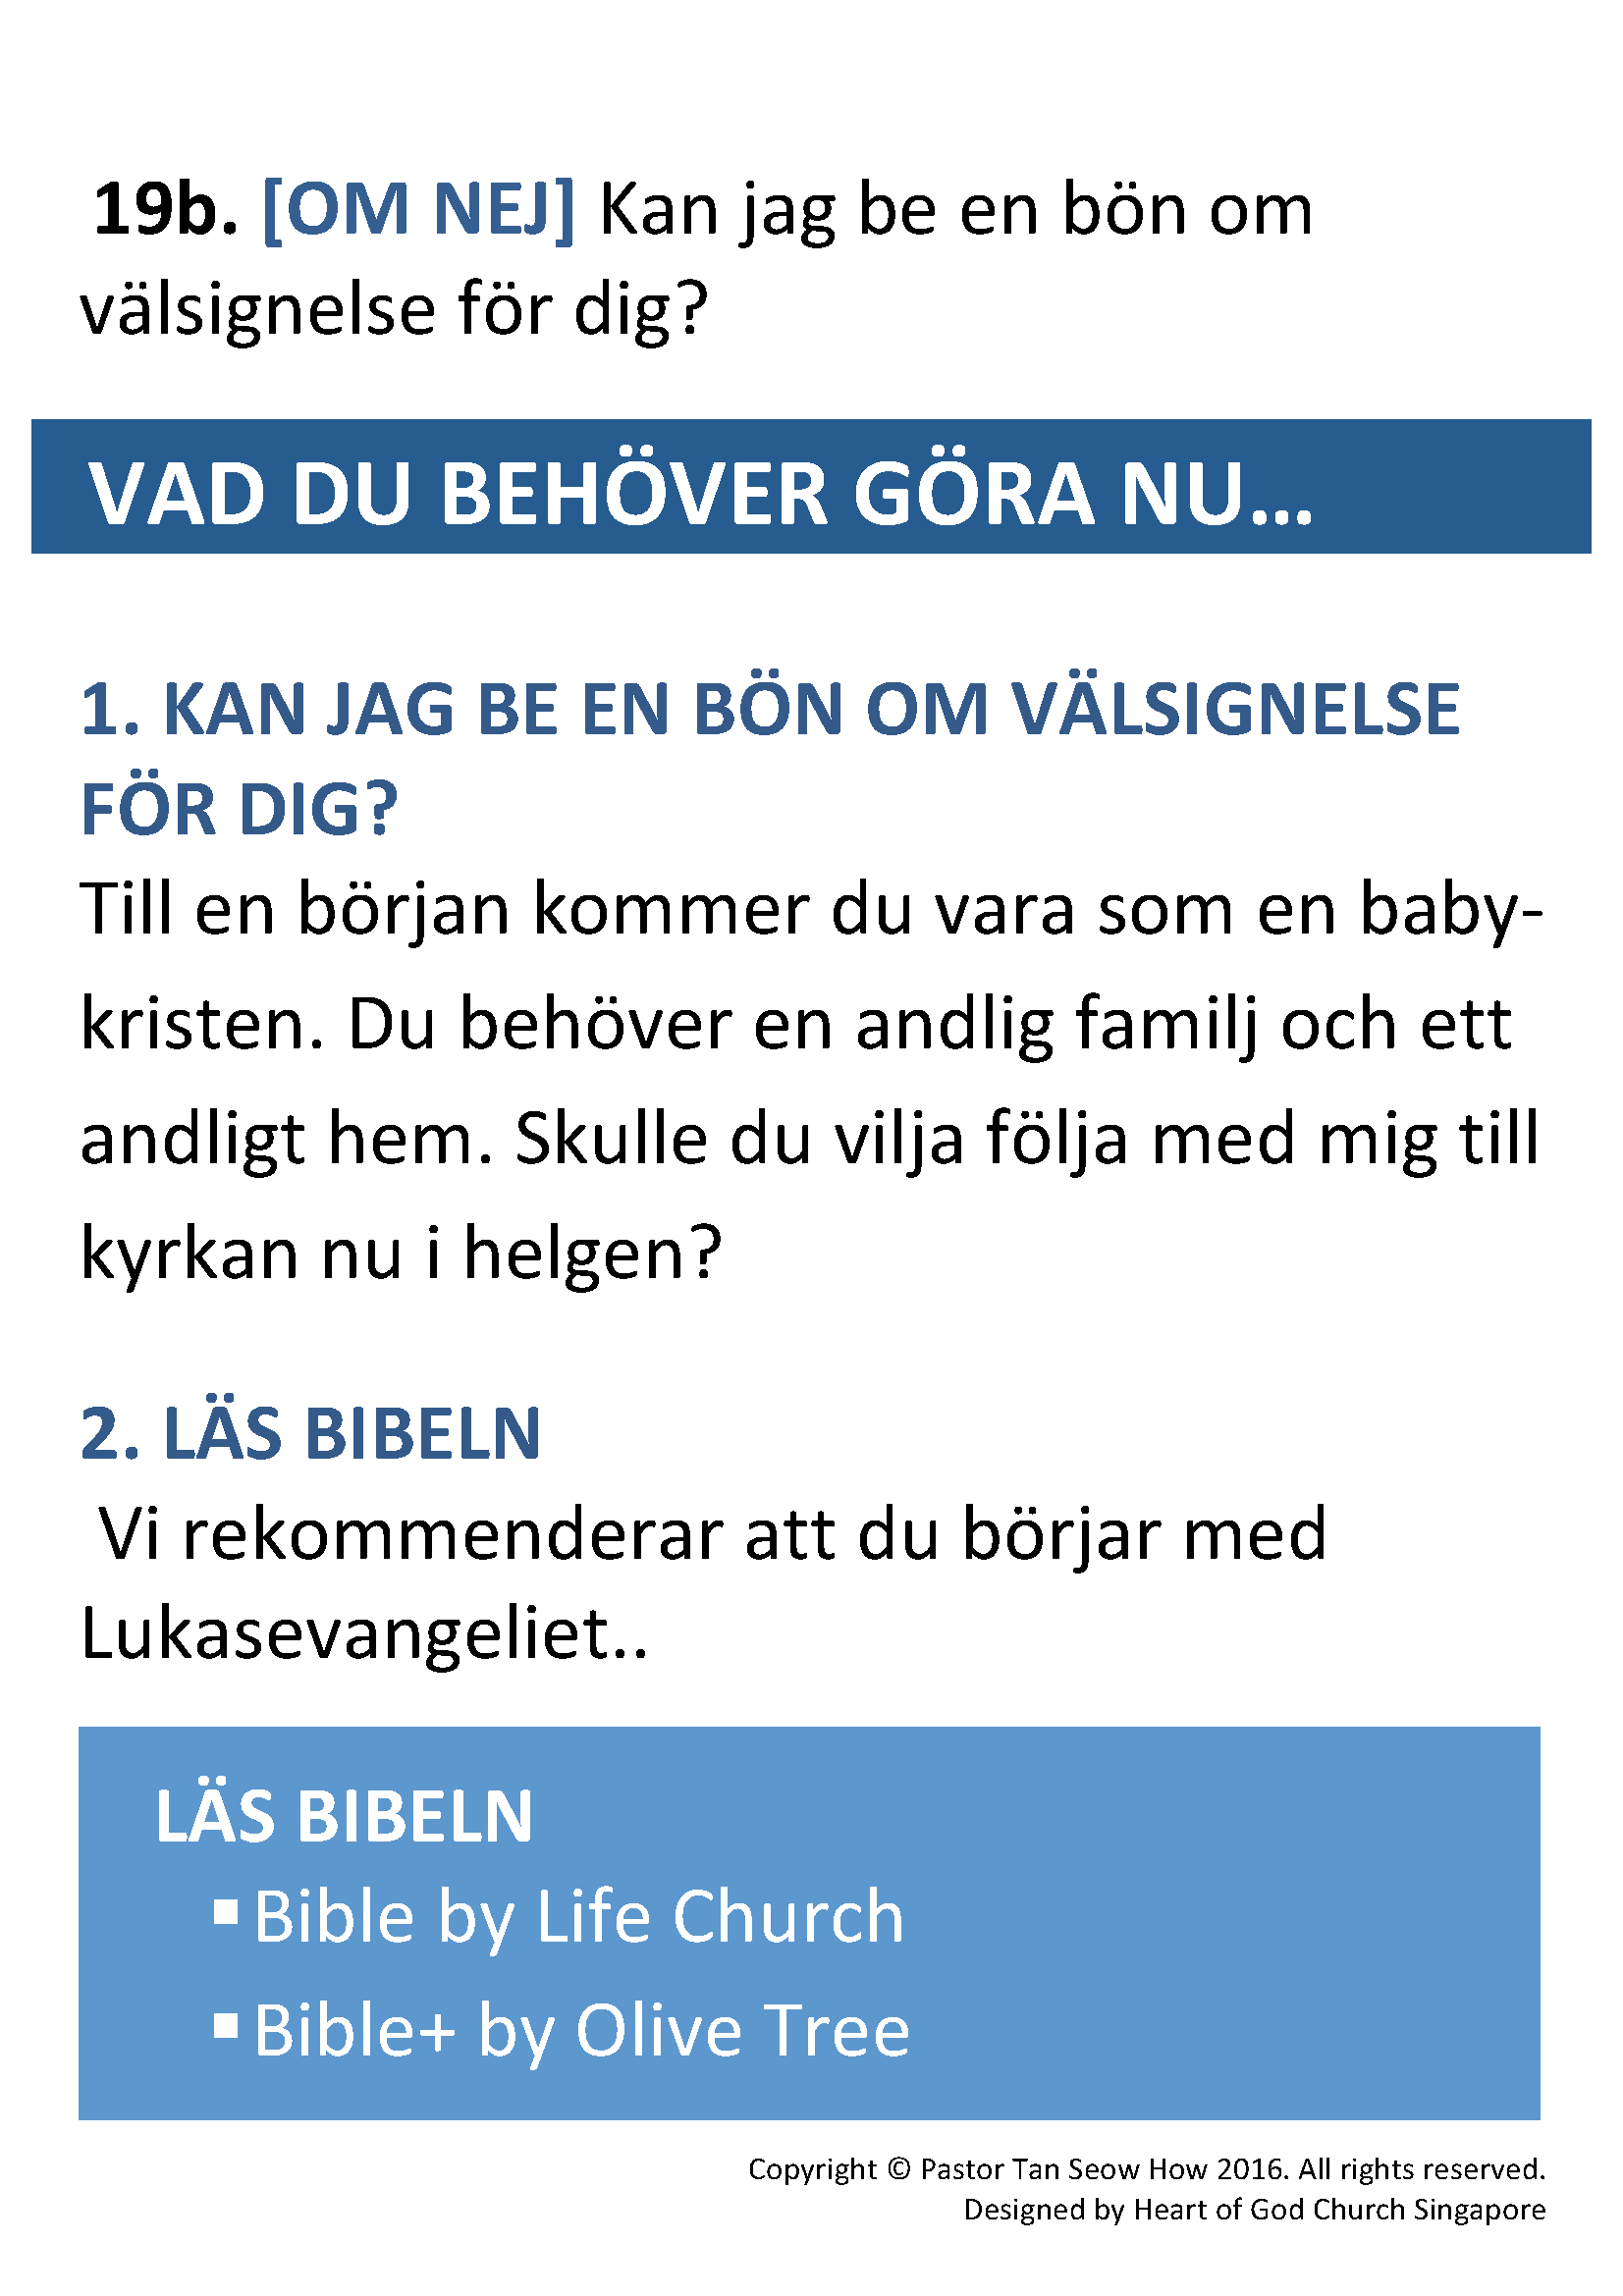 19b. [OM NEJ] Kan jag be en bön om
välsignelse för dig?
VAD DU BEHÖVER GÖRA NU...
1. KAN JAG BE EN BÖN OM VÄLSIGNELSE
FÖR DIG?
Till en början kommer du vara som en baby-
kristen. Du behöver en andlig familj och ett
andligt hem. Skulle du vilja följa med mig till
kyrkan nu i helgen?
2. LÄS BIBELN
Vi rekommenderar att du börjar med
Lukasevangeliet..
LÄS BIBELN
▪ Bible by Life Church
▪ Bible+ by Olive Tree
Copyright © Pastor Tan Seow How 2016. All rights reserved.
Designed by Heart of God Church Singapore